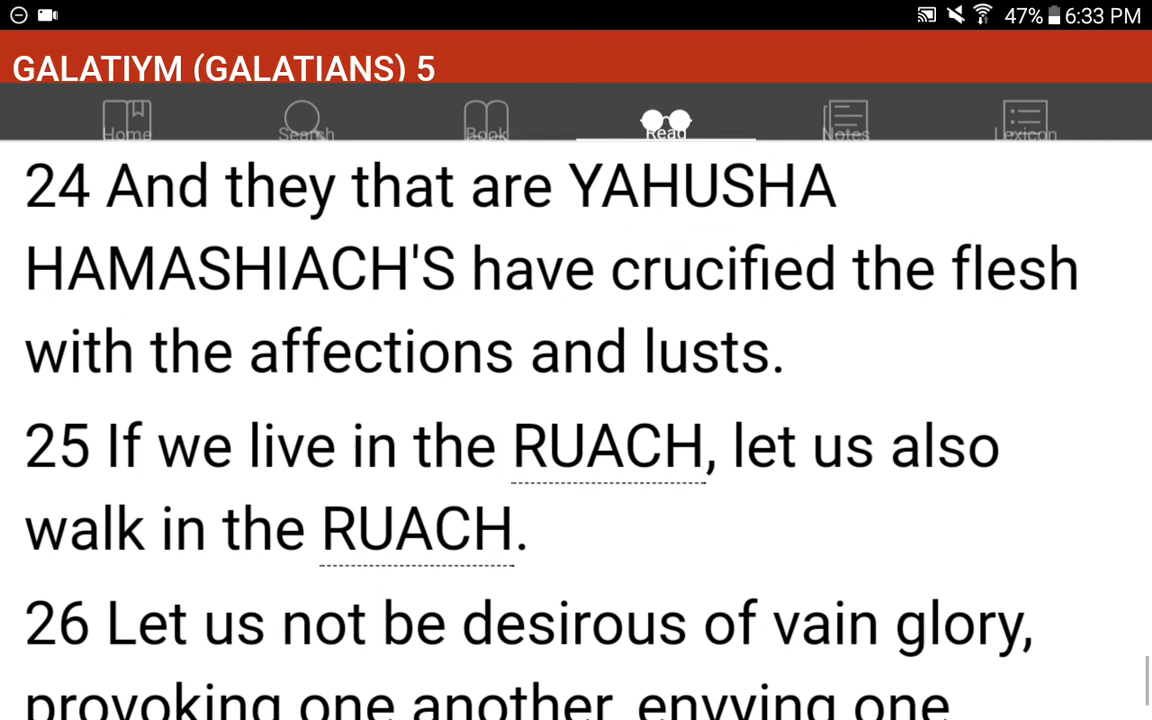 47% 6:33 PM
GALATIYM (GALATIANS) 5
Home Search Book Read Notes Lexicon
24 And they that are YAHUSHA
HAMASHIACH'S have crucified the flesh
with the affections and lusts.
25 If we live in the RUACH, let us also
walk in the RUACH.
26 Let us not be desirous of vain glory,
provoking one another, envying one